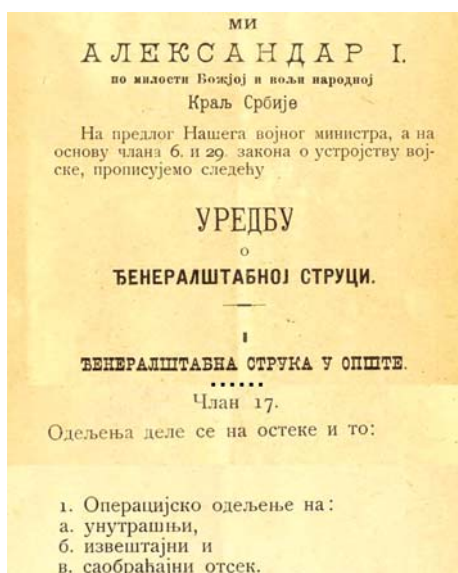 МИ
АЛЕКСАНДАР I.
по милости Божјој и вољи народној
Краљ Србије
На предлог Нашега војног министра, а на
основу члана 6. и 29. закона о устројству вој-
ске, прописујемо следећу
УРЕДБУ
о
ЂЕНЕРАЛШТАБНОЈ СТРУЦИ.
I
ЂЕНЕРАЛШТАБНА СТРУКА У ОПШТЕ.
Члан 17.
Одељења деле се на остеке и то:
1. Операцијско одељење на:
а. унутрашњи,
б. извештајни и
в. саобраћајни отсек.